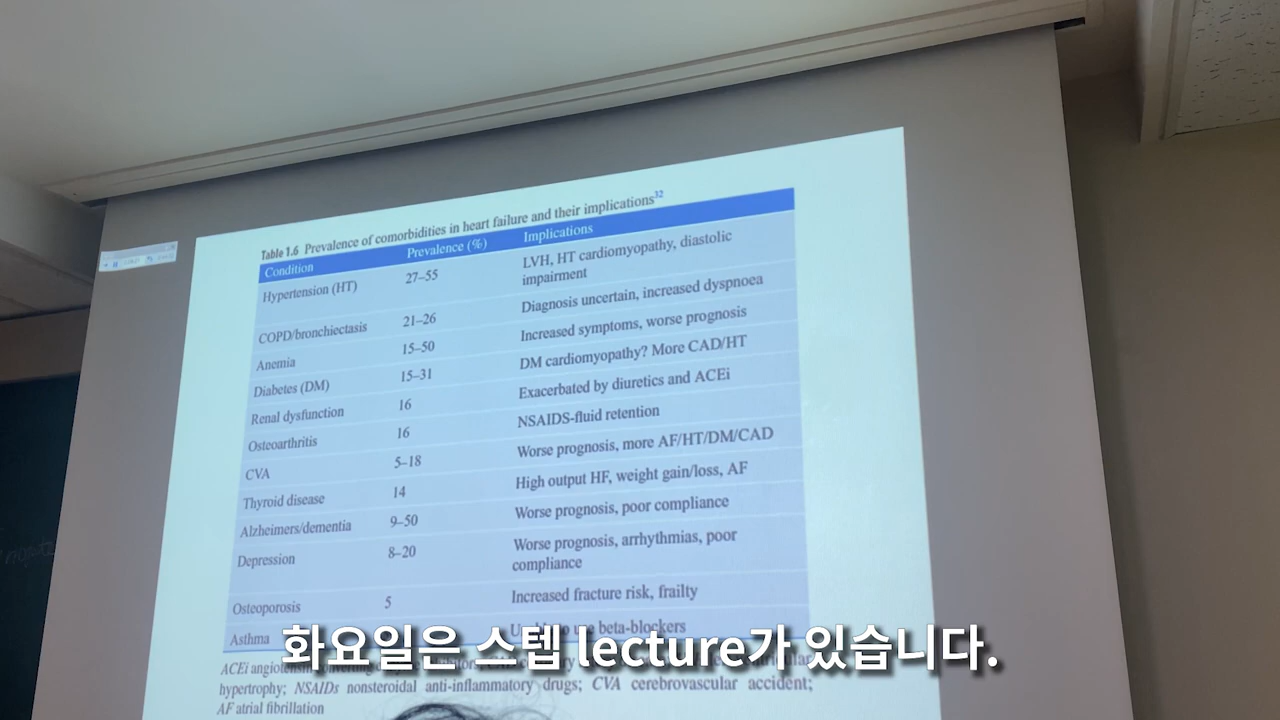 Table 1.6 Prevalence of comorbidities in heart failure and their implications32
Condition Prevalence (%) Implications
Hypertension (HT) 27–55 LVH, HT cardiomyopathy, diastolic
impairment
COPD/bronchiectasis 21–26 Diagnosis uncertain, increased dyspnoea
Anemia 15–50 Increased symptoms, worse prognosis
Diabetes (DM) 15–31 DM cardiomyopathy? More CAD/HT
Renal dysfunction 16 Exacerbated by diuretics and ACEi
Osteoarthritis 16 NSAIDS-fluid retention
CVA 5–18 Worse prognosis, more AF/HT/DM/CAD
Thyroid disease 14 High output HF, weight gain/loss, AF
Alzheimers/dementia 9–50 Worse prognosis, poor compliance
Depression 8–20 Worse prognosis, arrhythmias, poor
compliance
Osteoporosis 5 Increased fracture risk, frailty
Asthma beta-blockers
화요일은 스텝 lecture가 있습니다.
ACEi
hypertrophy; NSAIDs nonsteroidal anti-inflammatory drugs; CVA cerebrovascular accident;
AF atrial fibrillation